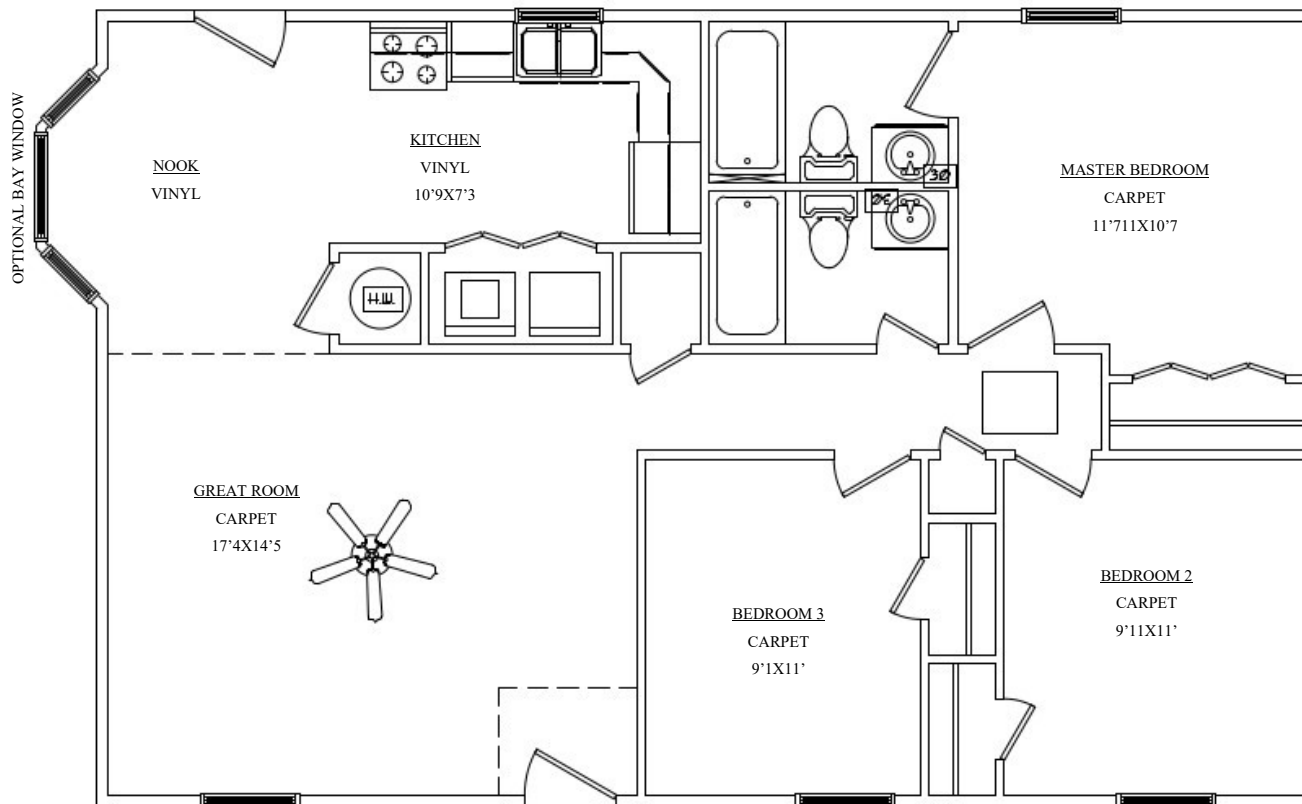 OPTIONAL BAY WINDOW
NOOK
VINYL
KITCHEN
VINYL
10’9X7’3
30
MASTER BEDROOM
CARPET
11’711X10’7
H.W.
GREAT ROOM
CARPET
17’4X14’5
BEDROOM 3
CARPET
9’1X11’
BEDROOM 2
CARPET
9’11X11’